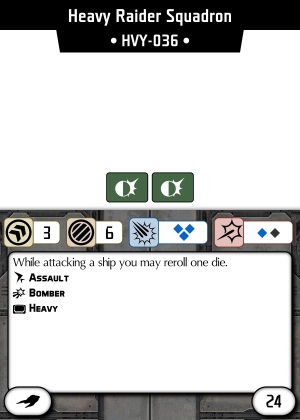 Heavy Raider Squadron
• HVY-036 •
3 6
While attacking a ship you may reroll one die.
Assault
Bomber
Heavy
24